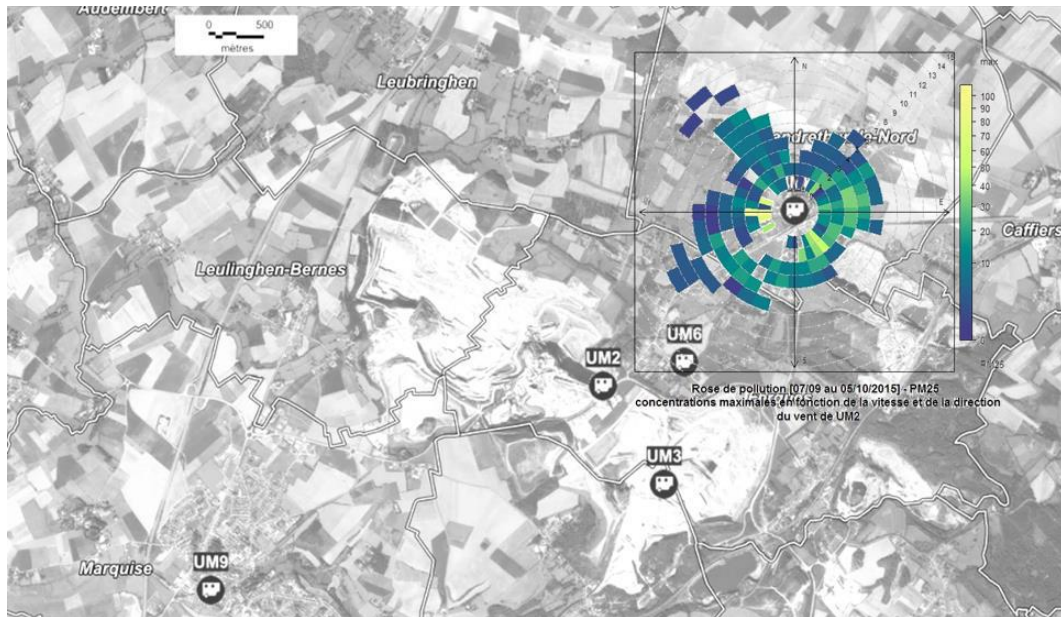 Audembert
0 500
mètres
Leubringhen
N
max
15
14
13
12
11
10
9
8
100
90
80
70
60
50
40
30
20
10
0
E
Caffiers
Leulinghen-Bernes
S
UM6
UM2
Rose de pollution [07/09 au 05/10/2015] - PM25
concentrations maximales en fonction de la vitesse et de la direction
du vent de UM2
UM3
UM9
Marquise